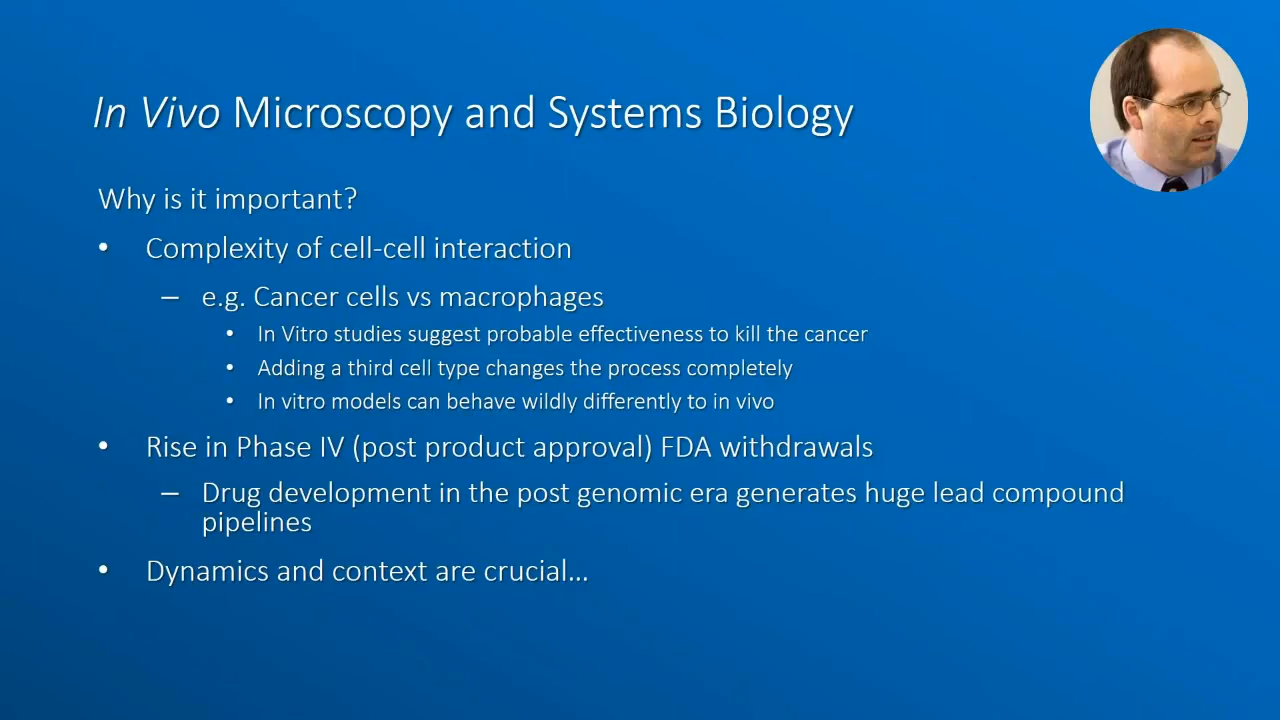 In Vivo Microscopy and Systems Biology
Why is it important?
• Complexity of cell-cell interaction
– e.g. Cancer cells vs macrophages
• In Vitro studies suggest probable effectiveness to kill the cancer
• Adding a third cell type changes the process completely
• In vitro models can behave wildly differently to in vivo
• Rise in Phase IV (post product approval) FDA withdrawals
– Drug development in the post genomic era generates huge lead compound
pipelines
• Dynamics and context are crucial…